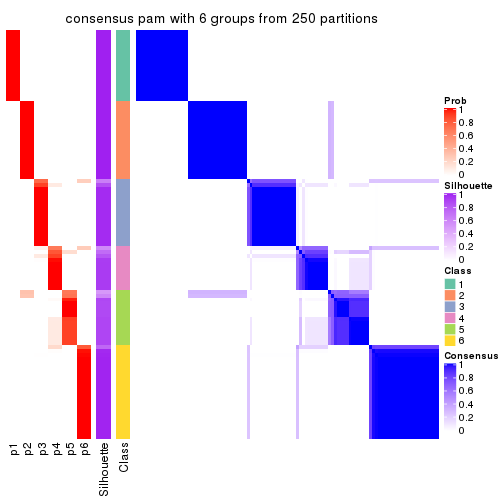 consensus pam with 6 groups from 250 partitions
Prob
1
0.8
0.6
0.4
0.2
0
Silhouette
1
0.8
0.6
0.4
0.2
0
Class
1
2
3
4
5
6
Consensus
1
0.8
0.6
0.4
0.2
0
p1
p2
p3
p4
p5
p6
Silhouette
Class